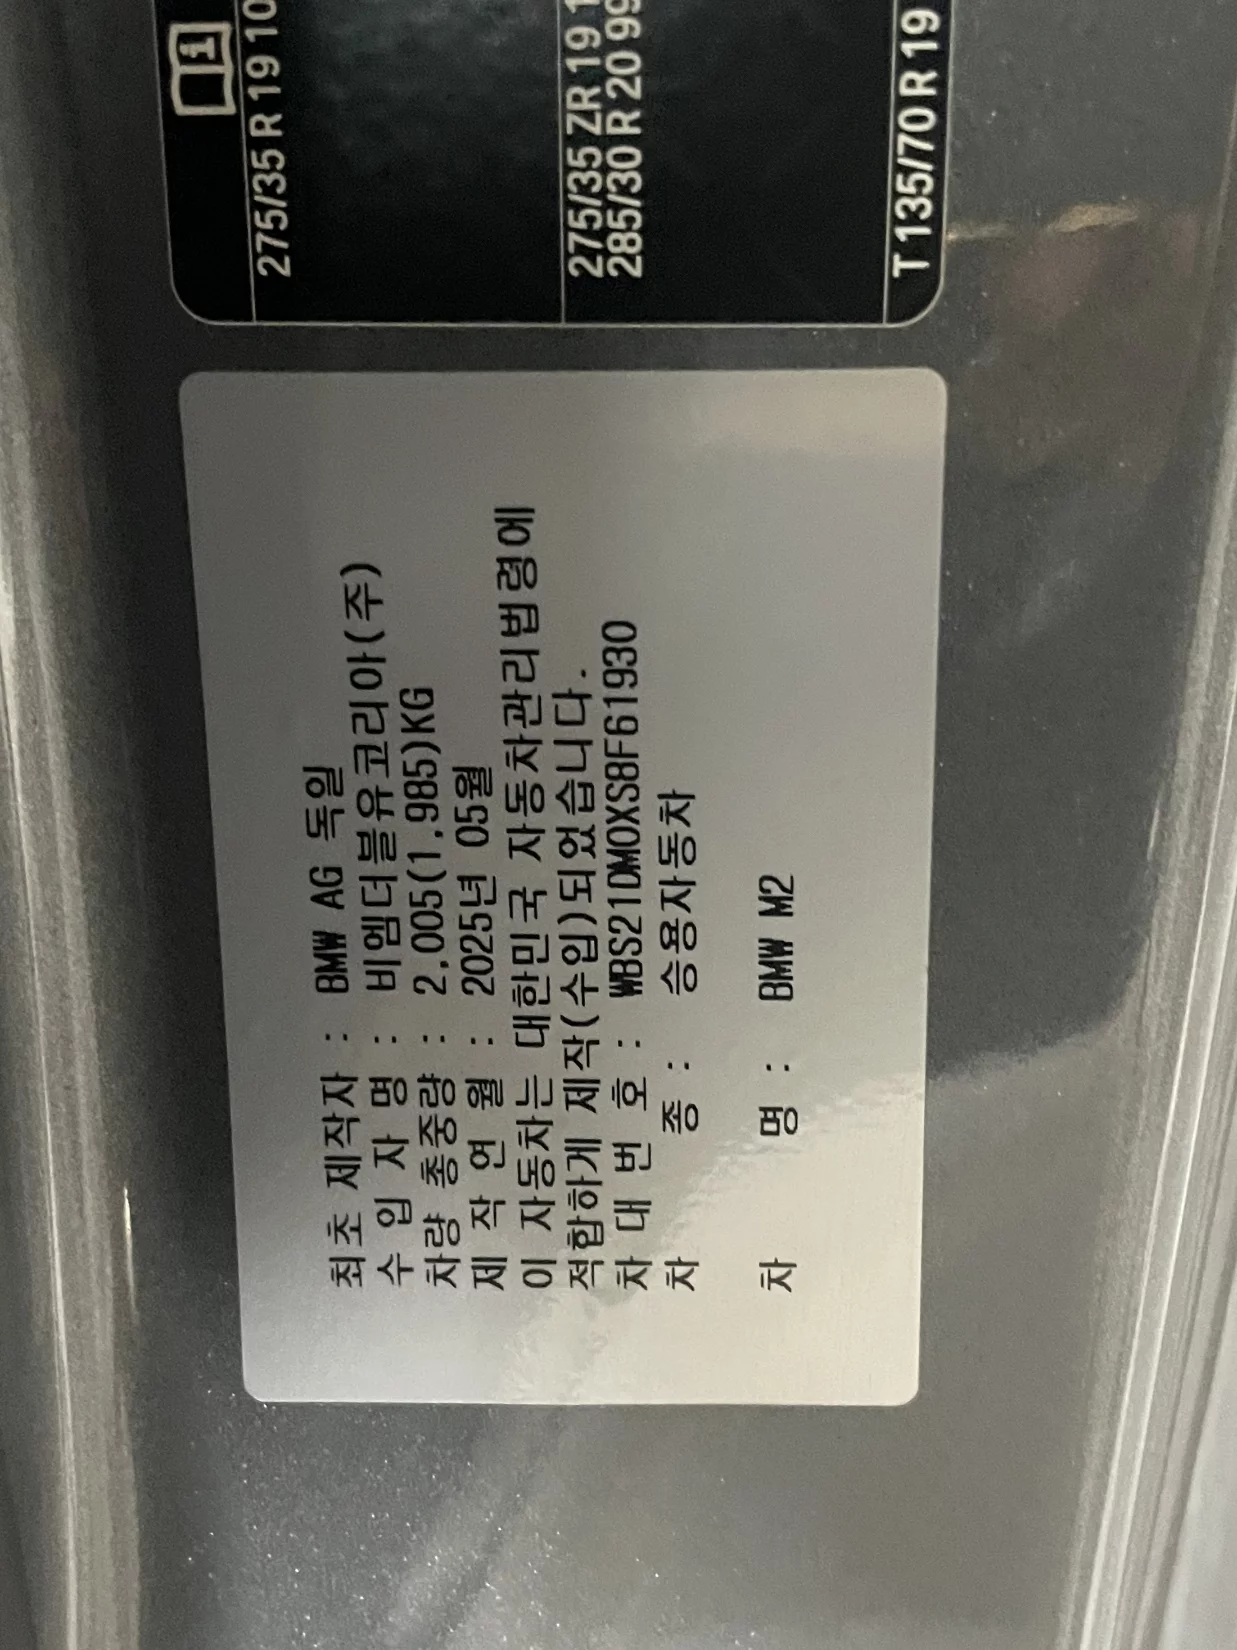 275/35 R 19 10
275/35 ZR 19 1
285/30 R 20 99
T 135/70 R 19
최초 제작자 : BMW AG 독일
수 입 자 명 : 비엠더블유코리아(주)
차량 총중량 : 2,005(1,985)KG
제 작 연 월 : 2025년 05월
이 자동차는 대한민국 자동차관리법령에
적합하게 제작(수입)되었습니다.
차 대 번 호 : WBS21DM0XS8F61930
차 종 : 승용자동차
차 명 : BMW M2